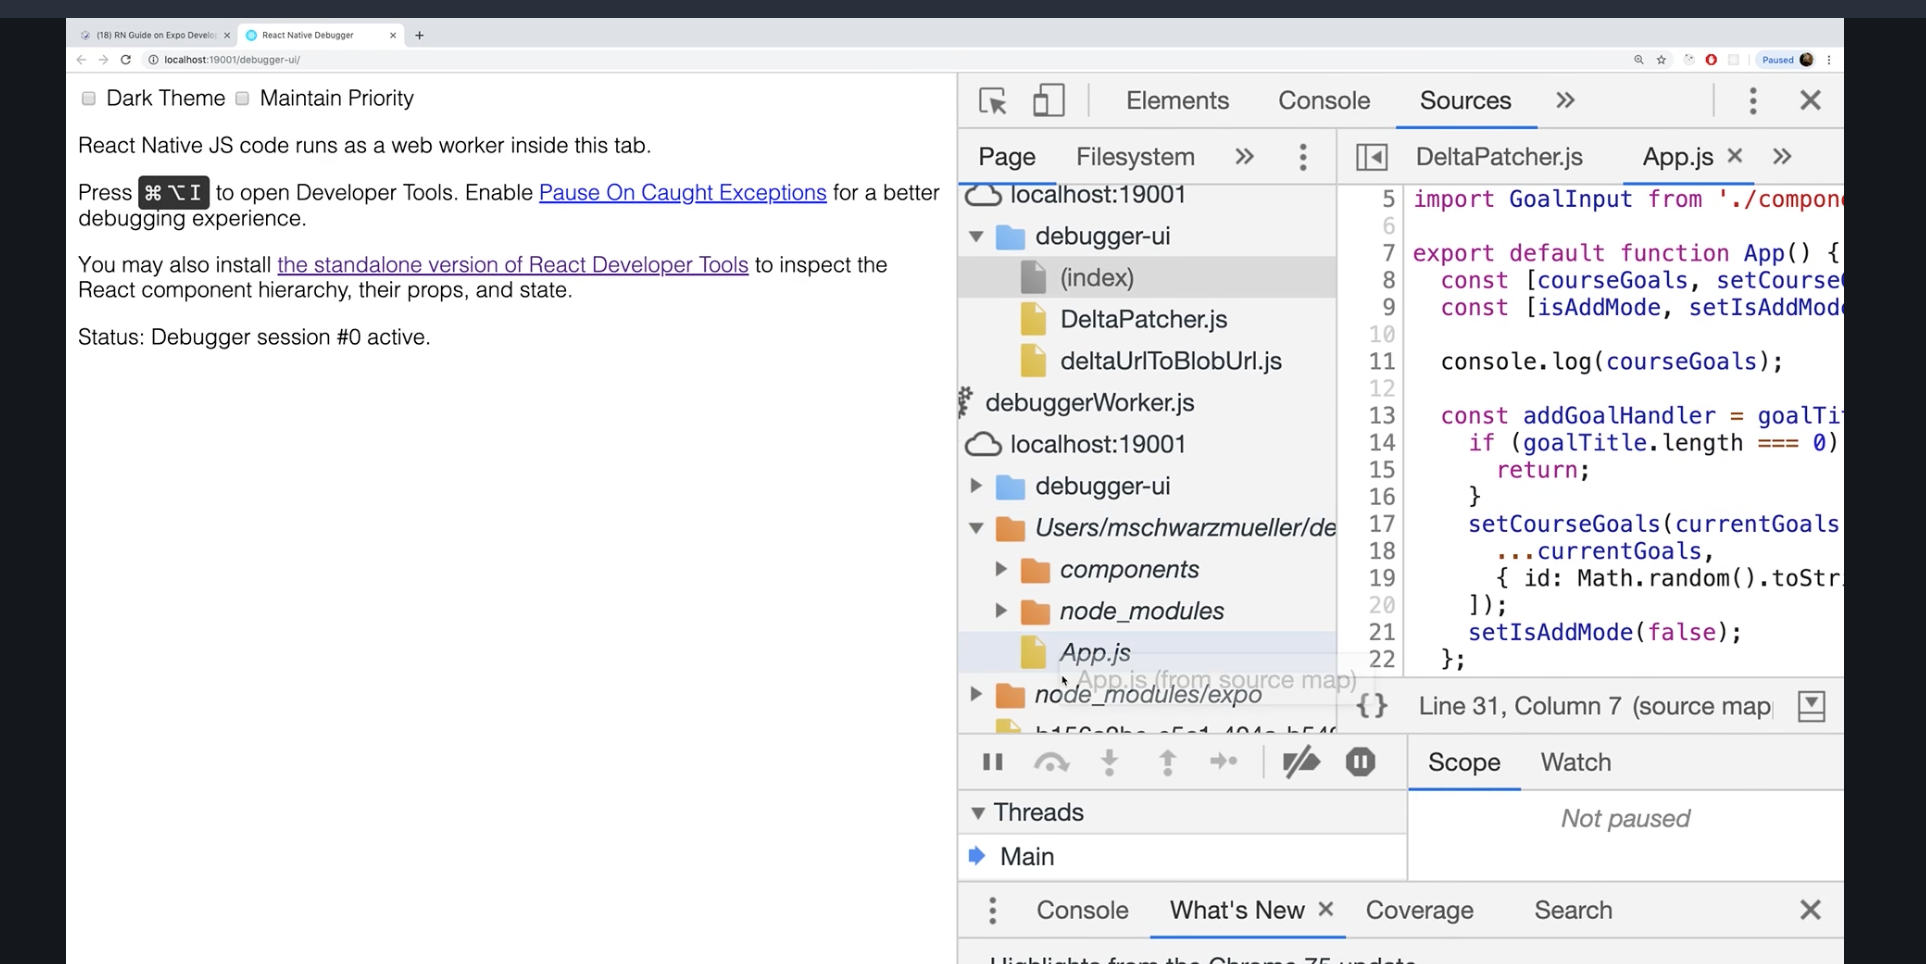 (18) RN Guide on Expo Develo
React Native Debugger
localhost:19001/debugger-ui/
Paused
Dark Theme
Maintain Priority
React Native JS code runs as a web worker inside this tab.
Press ⌘⌥I to open Developer Tools. Enable Pause On Caught Exceptions for a better
debugging experience.
You may also install the standalone version of React Developer Tools to inspect the
React component hierarchy, their props, and state.
Status: Debugger session #0 active.
Elements
Console
Sources
Page
Filesystem
localhost:19001
debugger-ui
(index)
DeltaPatcher.js
deltaUrlToBlobUrl.js
debuggerWorker.js
localhost:19001
debugger-ui
Users/mschwarzmueller/de
components
node_modules
App.js
App.js (from source map)
node_modules/expo
DeltaPatcher.js
App.js
5 import GoalInput from './compone
6
7 export default function App() {
8 const [courseGoals, setCourse
9 const [isAddMode, setIsAddMod
10
11 console.log(courseGoals);
12
13 const addGoalHandler = goalTi
14 if (goalTitle.length === 0)
15 return;
16 }
17 setCourseGoals(currentGoals
18 ...currentGoals,
19 { id: Math.random().toStr
20 ]);
21 setIsAddMode(false);
22 };
{} Line 31, Column 7 (source map
Threads
Main
Scope
Watch
Not paused
Console
What's New
Coverage
Search
Highlights from the Chrome 75 update